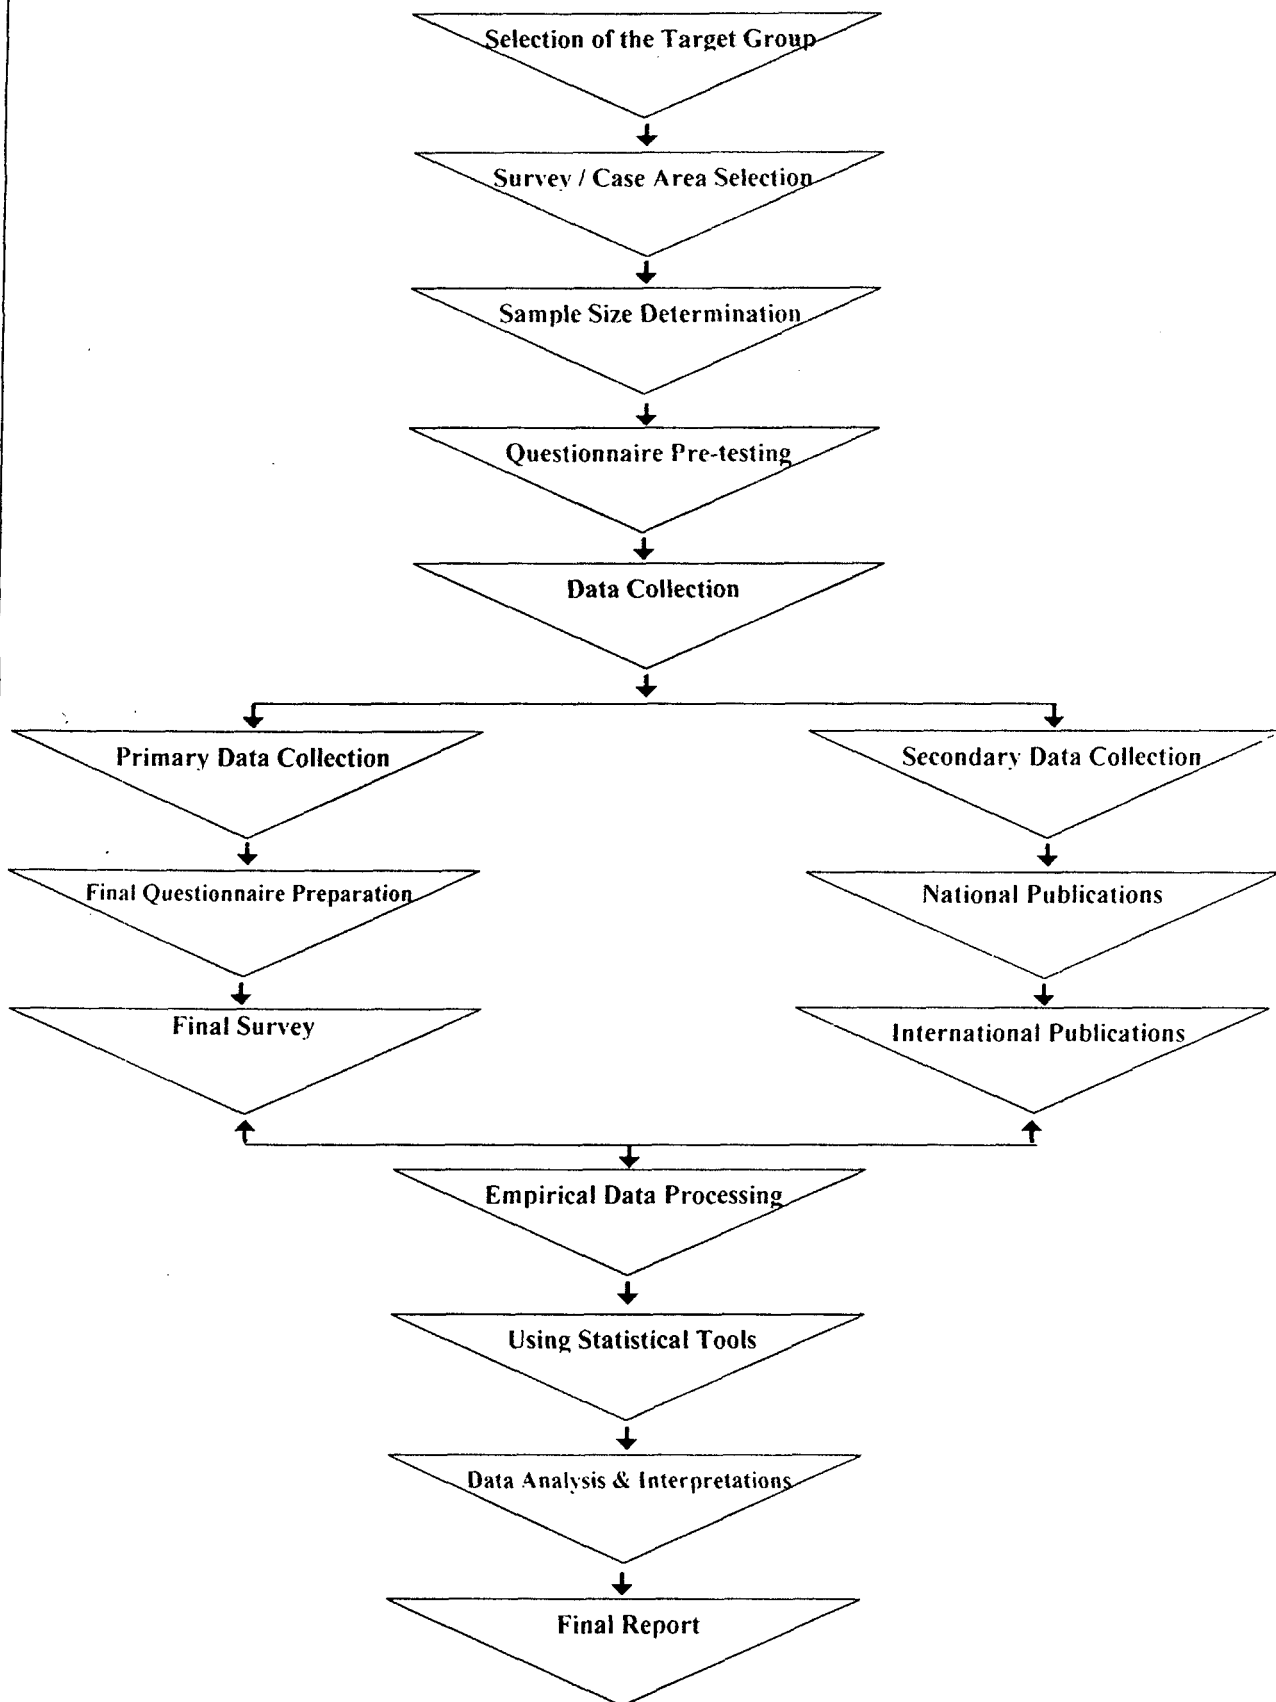 Selection of the Target Group
Survey / Case Area Selection
Sample Size Determination
Questionnaire Pre-testing
Data Collection
Primary Data Collection
Secondary Data Collection
Final Questionnaire Preparation
National Publications
Final Survey
International Publications
Empirical Data Processing
Using Statistical Tools
Data Analysis & Interpretations
Final Report